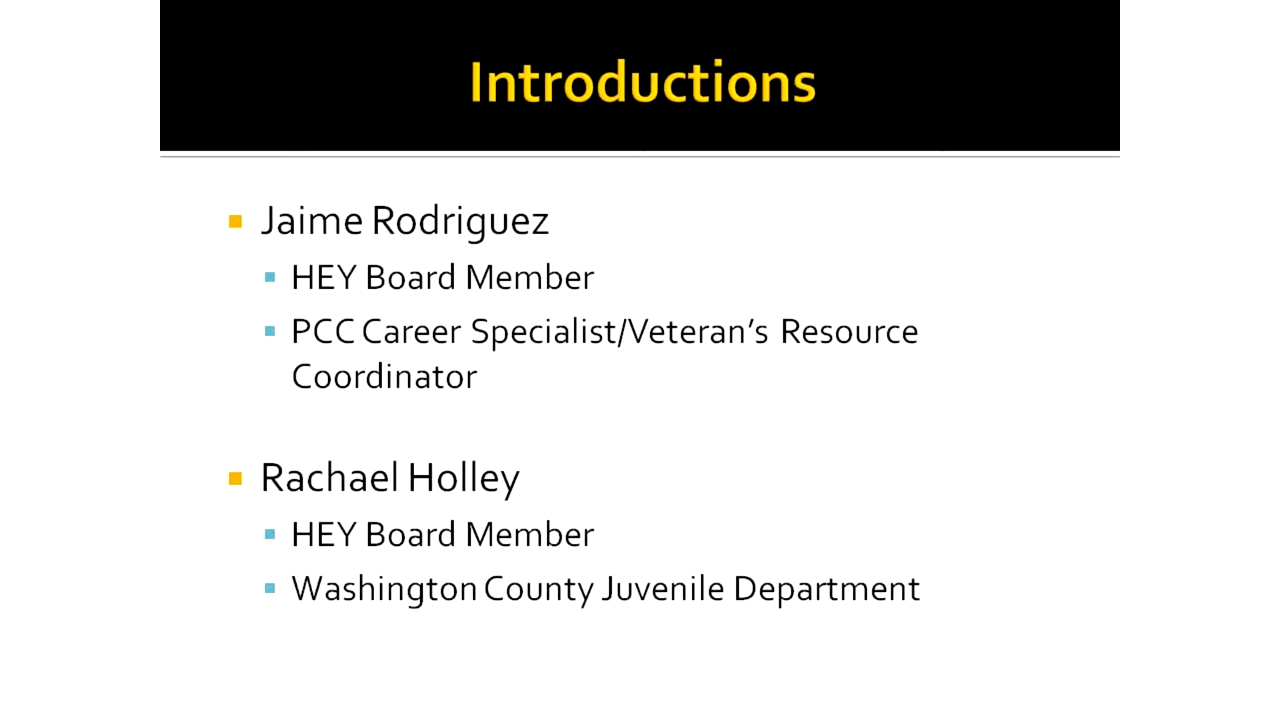 Introductions
Jaime Rodriguez
HEY Board Member
PCC Career Specialist/Veteran’s Resource
Coordinator
Rachael Holley
HEY Board Member
Washington County Juvenile Department